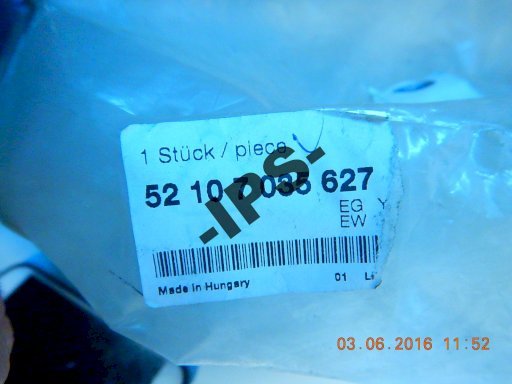 1 Stück / piece
52 10 7 035 627
-IPS-
EG Y
EW
Made in Hungary 01
03.06.2016 11:52